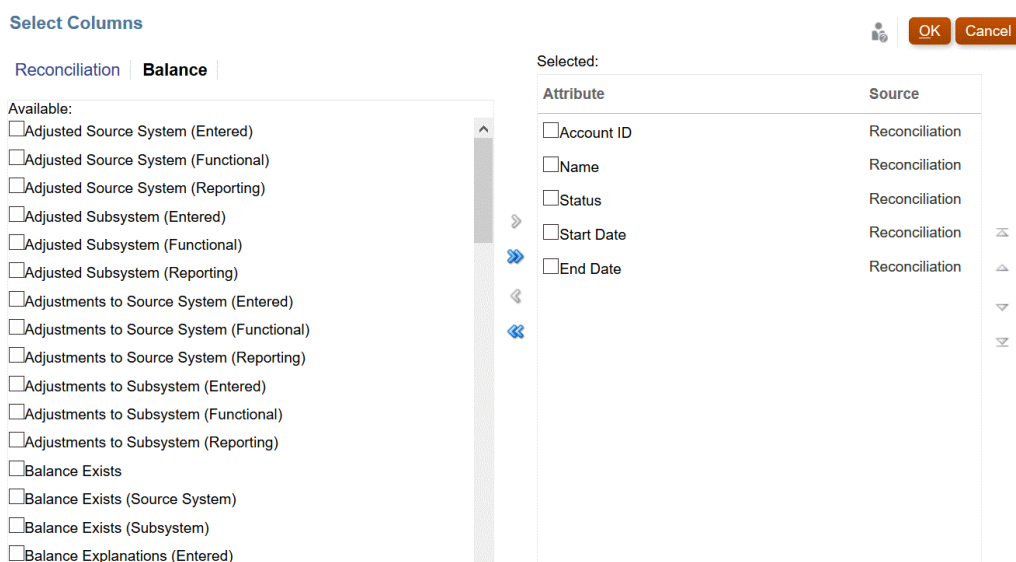 Select Columns
OK Cancel
Reconciliation Balance
Available:
Adjusted Source System (Entered)
Adjusted Source System (Functional)
Adjusted Source System (Reporting)
Adjusted Subsystem (Entered)
Adjusted Subsystem (Functional)
Adjusted Subsystem (Reporting)
Adjustments to Source System (Entered)
Adjustments to Source System (Functional)
Adjustments to Source System (Reporting)
Adjustments to Subsystem (Entered)
Adjustments to Subsystem (Functional)
Adjustments to Subsystem (Reporting)
Balance Exists
Balance Exists (Source System)
Balance Exists (Subsystem)
Balance Explanations (Entered)
Selected:
Attribute Source
Account ID Reconciliation
Name Reconciliation
Status Reconciliation
Start Date Reconciliation
End Date Reconciliation